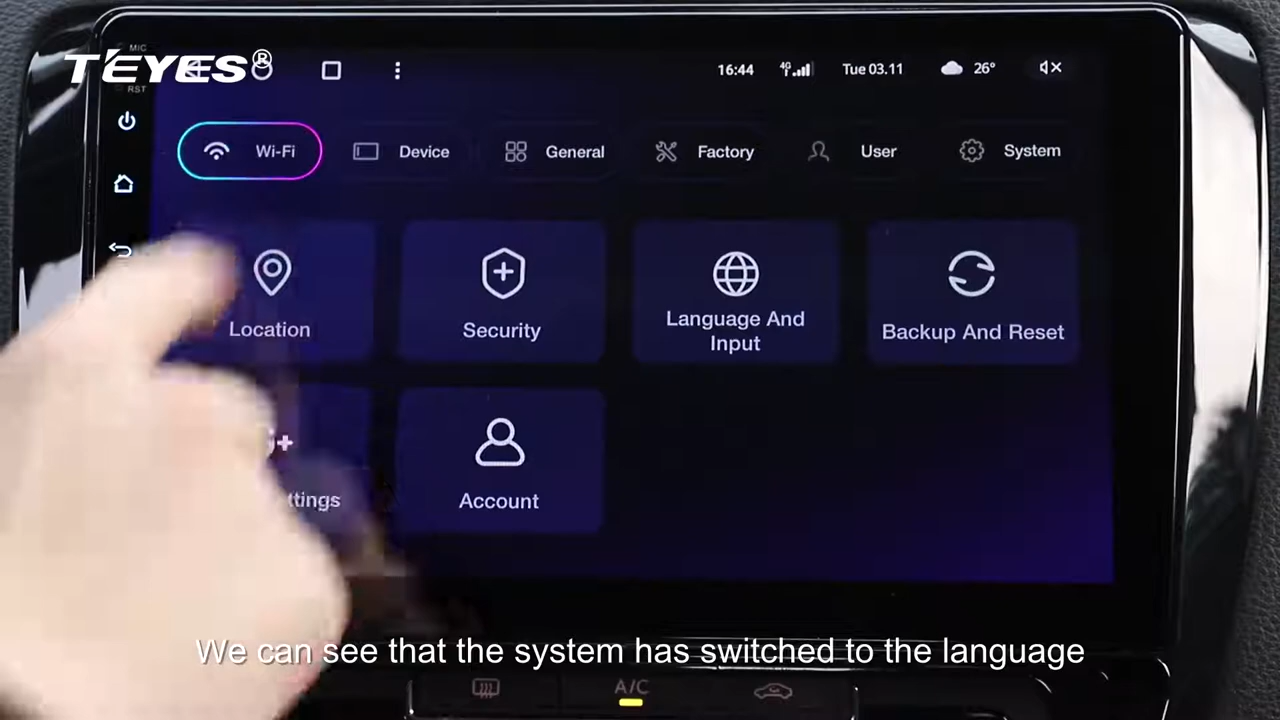 MIC
TEYES®
RST
16:44 4G Tue 03.11 26°
Wi-Fi Device General Factory User System
Location Security Language And Input Backup And Reset
Account
We can see that the system has switched to the language
A/C